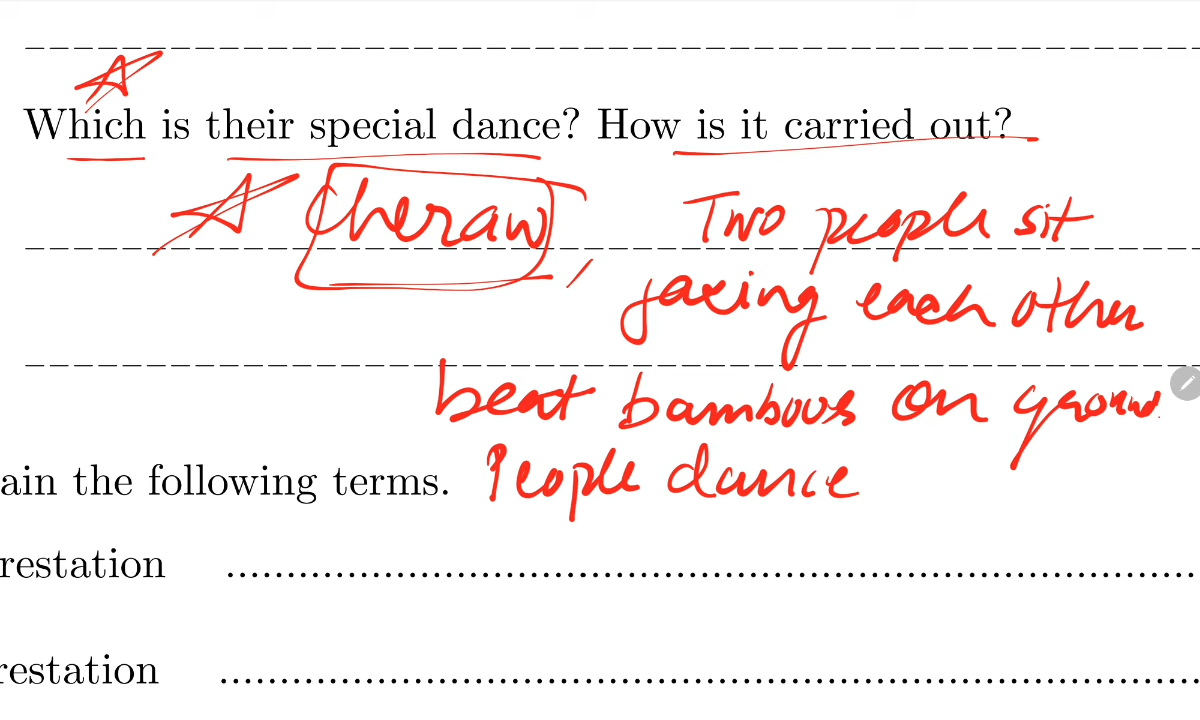 Which is their special dance? How is it carried out?
Cheraw, Two people sit
facing each other
beat bamboos on ground
ain the following terms. People dance
restation ................................................................................
restation ................................................................................